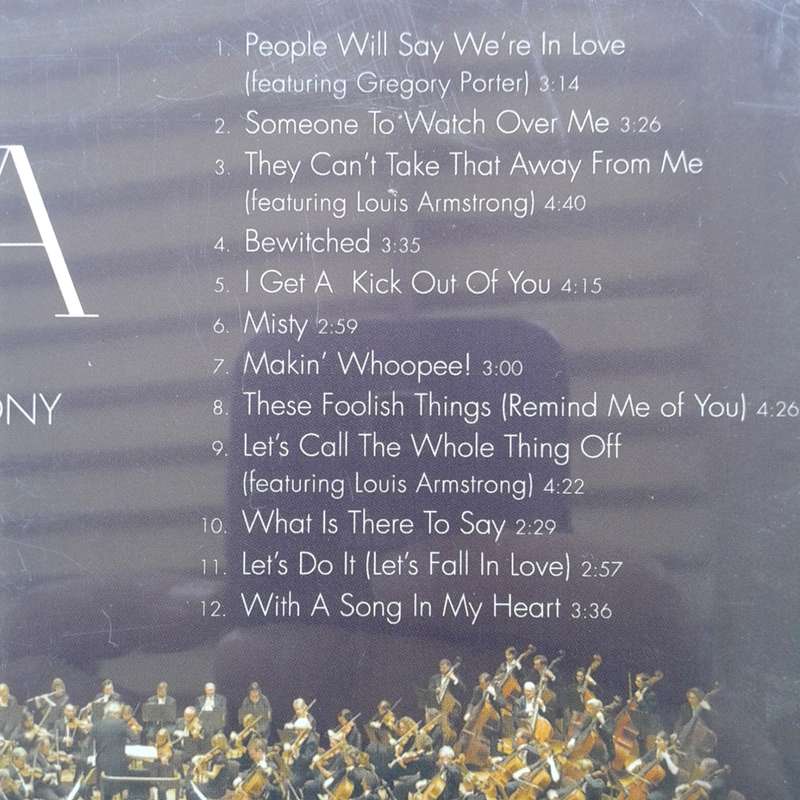 A
ONY
1. People Will Say We're In Love
(featuring Gregory Porter) 3:14
2. Someone To Watch Over Me 3:26
3. They Can't Take That Away From Me
(featuring Louis Armstrong) 4:40
4. Bewitched 3:35
5. I Get A Kick Out Of You 4:15
6. Misty 2:59
7. Makin' Whoopee! 3:00
8. These Foolish Things (Remind Me of You) 4:26
9. Let's Call The Whole Thing Off
(featuring Louis Armstrong) 4:22
10. What Is There To Say 2:29
11. Let's Do It (Let's Fall In Love) 2:57
12. With A Song In My Heart 3:36